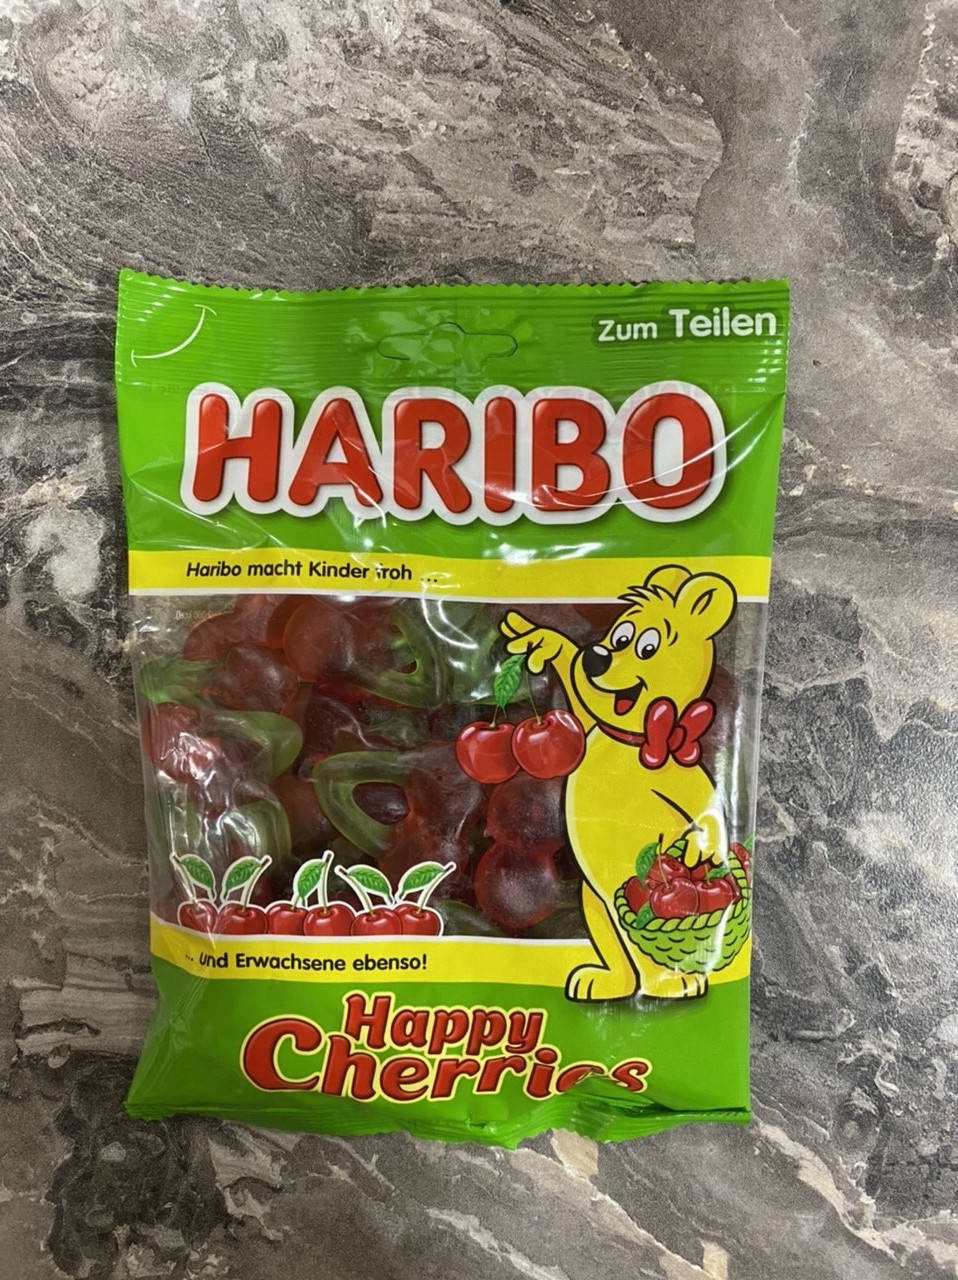 Zum Teilen
HARIBO
Haribo macht Kinder froh ...
... und Erwachsene ebenso!
Happy
Cherries